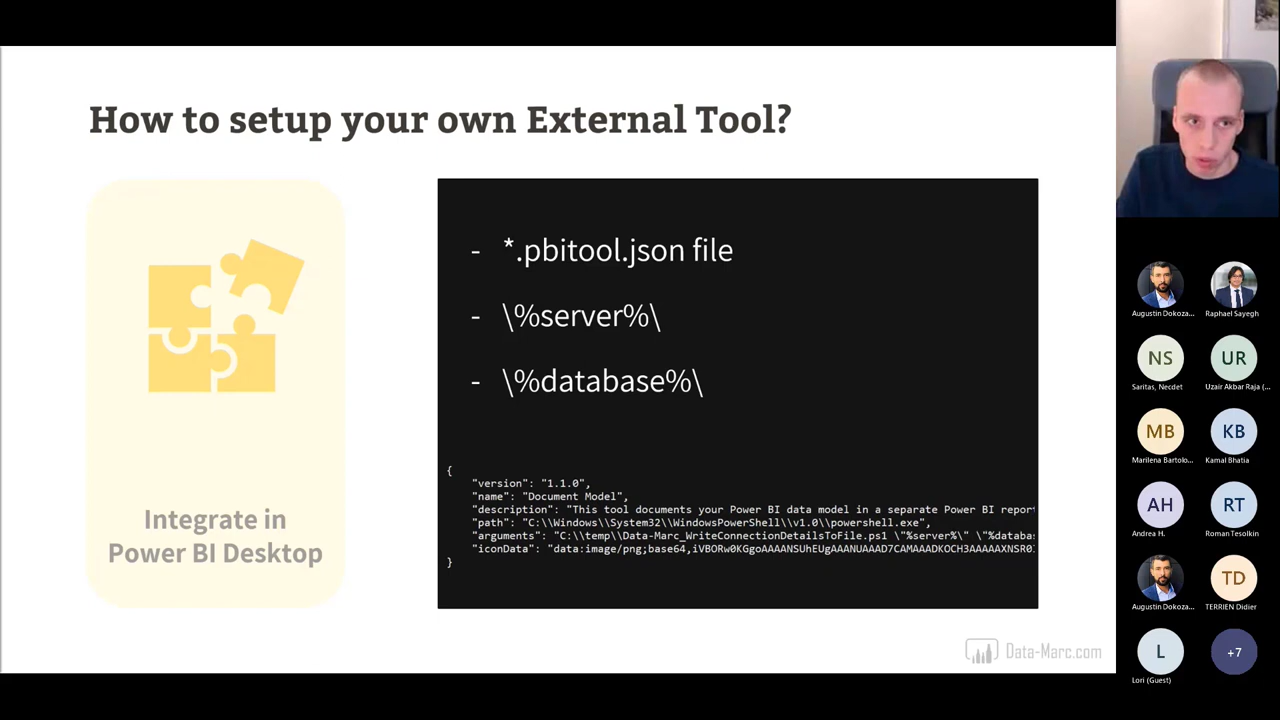 How to setup your own External Tool?
Integrate in
Power BI Desktop
- *.pbitool.json file
- \%server%\
- \%database%\
{
"version": "1.1.0",
"name": "Document Model",
"description": "This tool documents your Power BI data model in a separate Power BI repor
"path": "C:\\Windows\\System32\\WindowsPowerShell\\v1.0\\powershell.exe",
"arguments": "C:\\temp\\Data-Marc_WriteConnectionDetailsToFile.ps1 \"%server%\" \"%databa
"iconData": "data:image/png;base64,iVBORw0KGgoAAAANSUhEUgAAANUAAAD7CAMAAADKOCH3AAAAAXNSR0
}
Data-Marc.com
Augustin Dokoza...
Raphael Sayegh
NS
UR
Saritas, Necdet
Uzair Akbar Raja (...
MB
KB
Marilena Bartolo...
Kamal Bhatia
AH
RT
Andrea H.
Roman Tesolkin
TD
Augustin Dokoza...
TERRIEN Didier
L
+7
Lori (Guest)